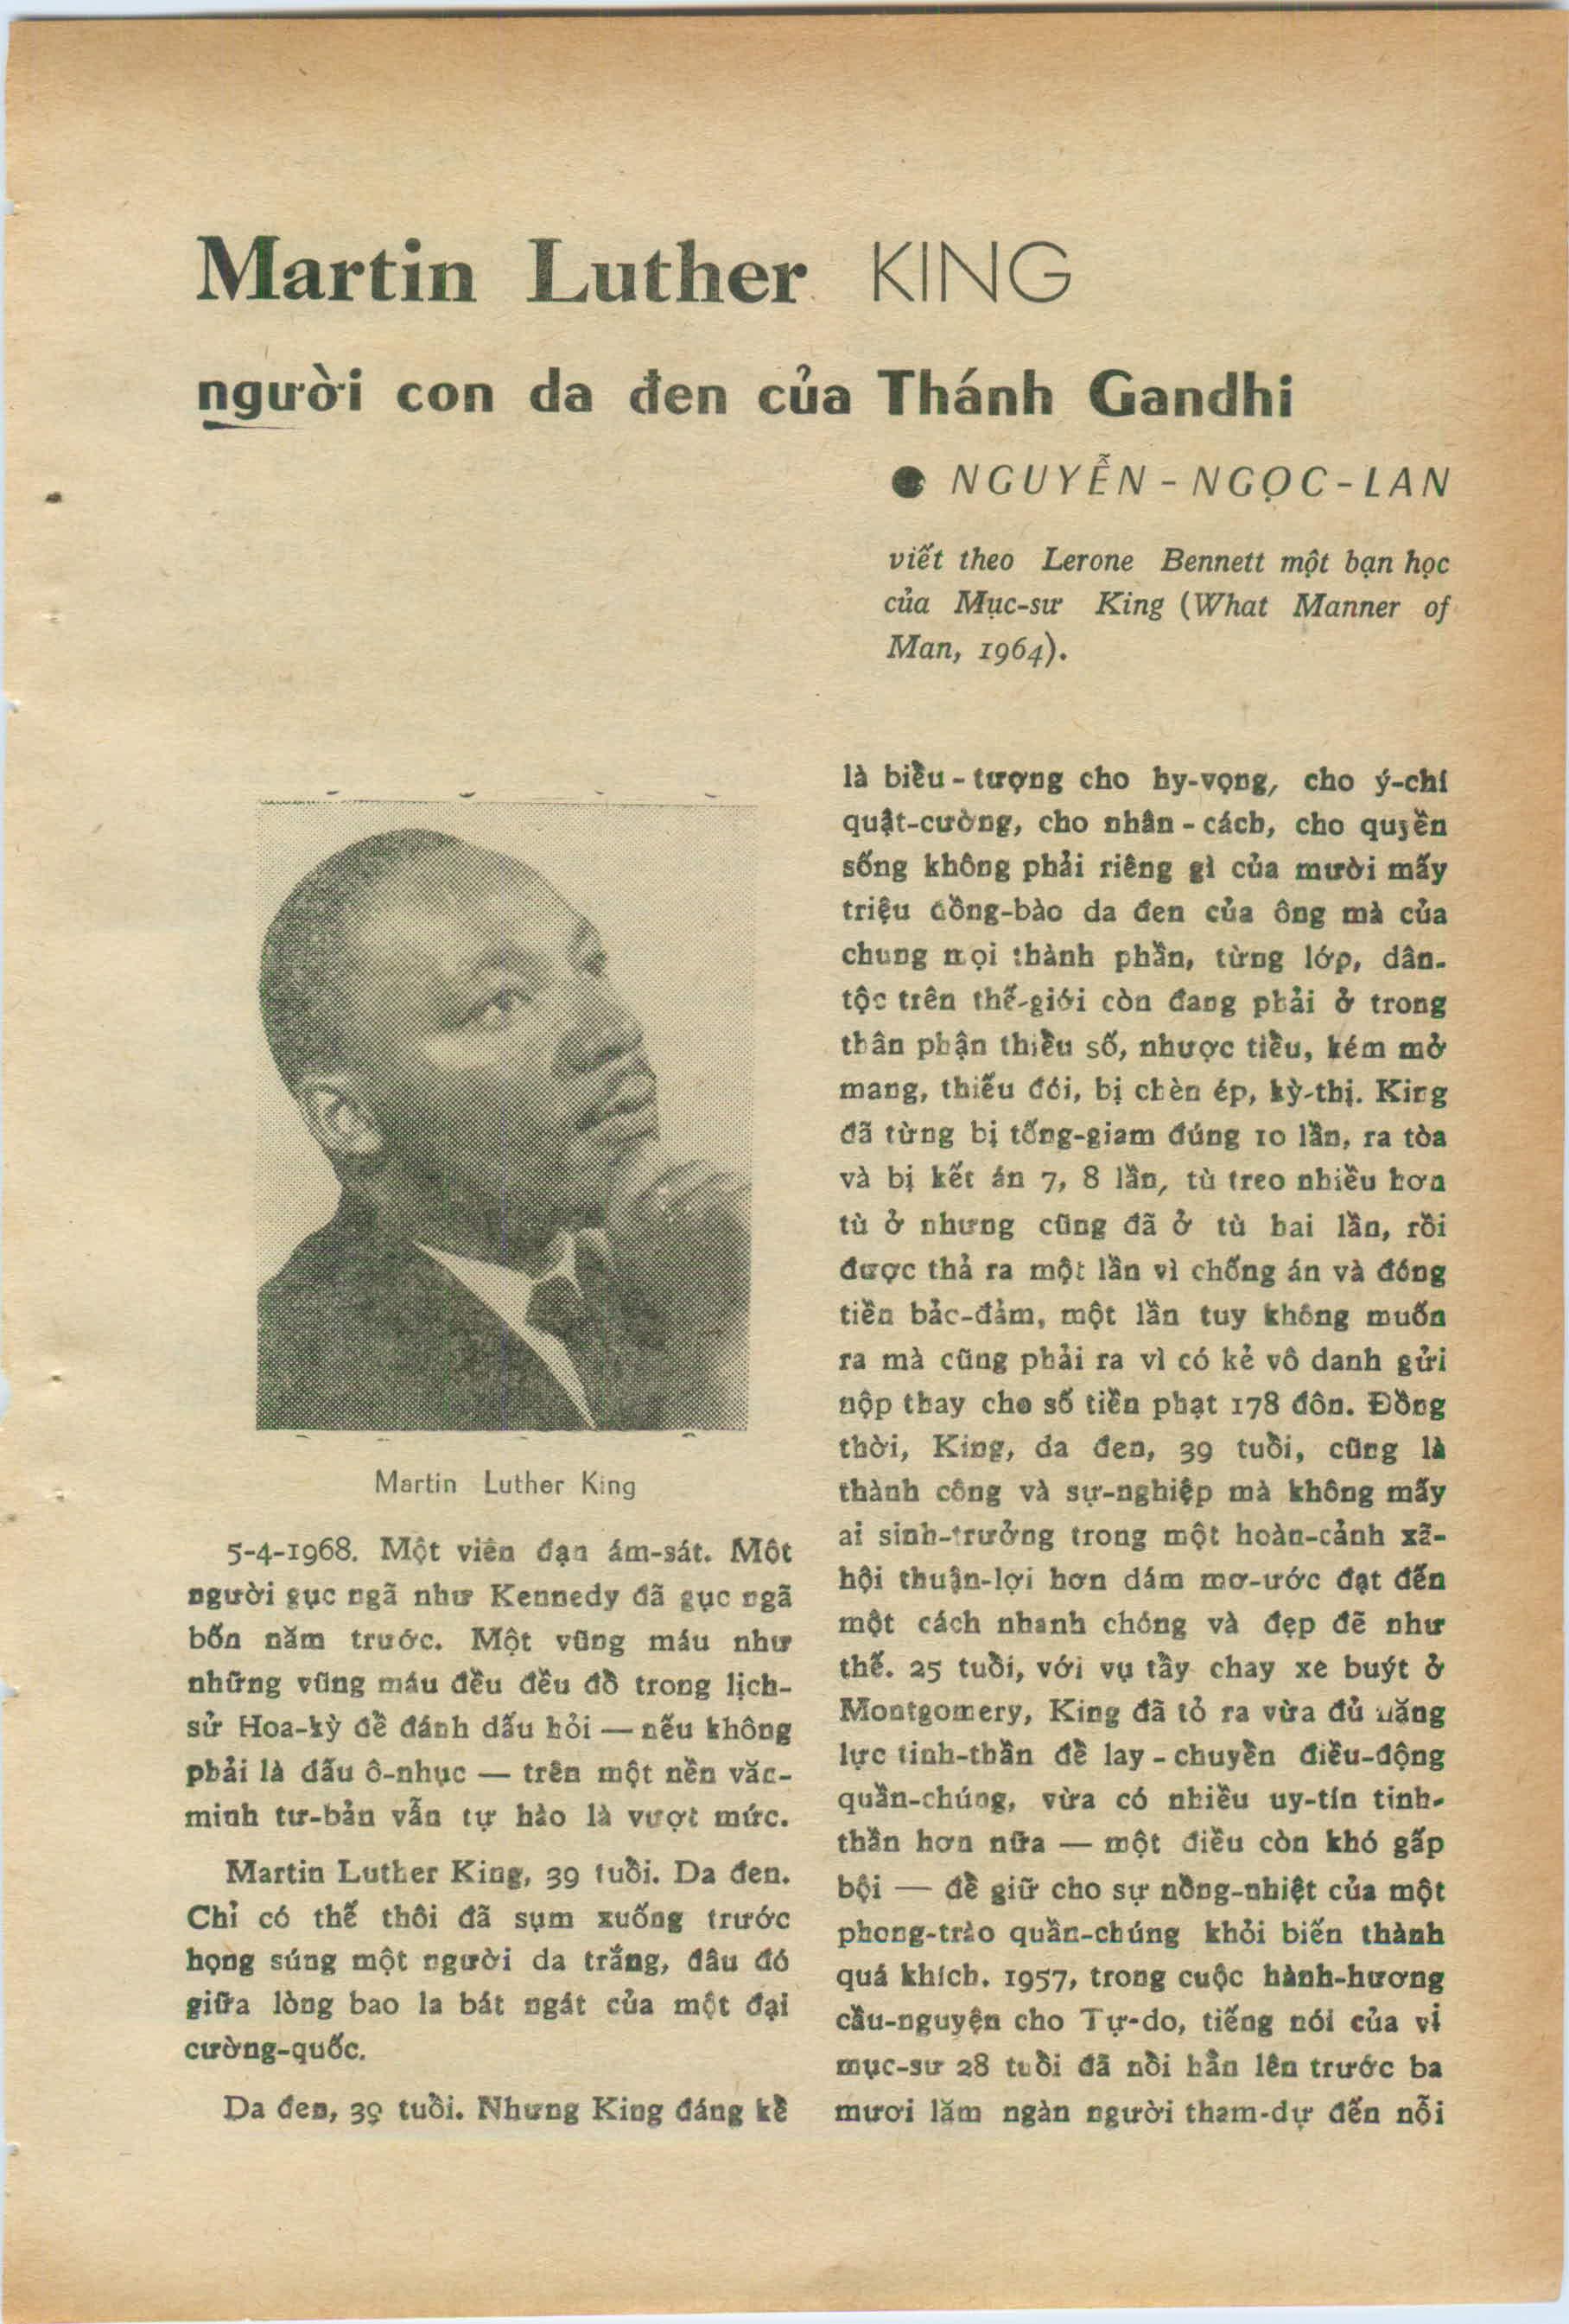 Martin Luther KING
người con da đen của Thánh Gandhi
● NGUYỄN-NGỌC-LAN
viết theo Lerone Bennett một bạn học
của Mục-sư King (What Manner of
Man, 1964).
Martin Luther King
5-4-1968. Một viên đạn ám-sát. Một
người gục ngã như Kennedy đã gục ngã
bốn năm trước. Một vũng máu như
những vũng máu đều đều đổ trong lịch-
sử Hoa-kỳ để đánh dấu hỏi — nếu không
phải là dấu ô-nhục — trên một nền văn-
minh tư-bản vẫn tự hào là vượt mức.
Martin Luther King, 39 tuổi. Da đen.
Chỉ có thế thôi đã sụm xuống trước
họng súng một người da trắng, đâu đó
giữa lòng bao la bát ngát của một đại
cường-quốc.
Da đen, 39 tuổi. Nhưng King đáng kể
là biểu - tượng cho hy-vọng, cho ý-chí
quật-cường, cho nhân - cách, cho quyền
sống không phải riêng gì của mười mấy
triệu đồng-bào da đen của ông mà của
chung mọi thành phần, từng lớp, dân-
tộc trên thế-giới còn đang phải ở trong
thân phận thiểu số, nhược tiểu, kém mở
mang, thiếu đói, bị chèn ép, kỳ-thị. King
đã từng bị tống-giam đúng 10 lần, ra tòa
và bị kết án 7, 8 lần, tù treo nhiều hơn
tù ở nhưng cũng đã ở tù hai lần, rồi
được thả ra một lần vì chống án và đóng
tiền bảo-đảm, một lần tuy không muốn
ra mà cũng phải ra vì có kẻ vô danh gửi
nộp thay cho số tiền phạt 178 đôn. Đồng
thời, King, da đen, 39 tuổi, cũng là
thành công và sự-nghiệp mà không mấy
ai sinh-trưởng trong một hoàn-cảnh xã-
hội thuận-lợi hơn dám mơ-ước đạt đến
một cách nhanh chóng và đẹp đẽ như
thế. 25 tuổi, với vụ tẩy chay xe buýt ở
Montgomery, King đã tỏ ra vừa đủ năng
lực tinh-thần để lay - chuyển điều-động
quần-chúng, vừa có nhiều uy-tín tinh-
thần hơn nữa — một điều còn khó gấp
bội — để giữ cho sự nồng-nhiệt của một
phong-trào quần-chúng khỏi biến thành
quá khích. 1957, trong cuộc hành-hương
cầu-nguyện cho Tự-do, tiếng nói của vị
mục-sư 28 tuổi đã nổi hẳn lên trước ba
mươi lăm ngàn người tham-dự đến nỗi